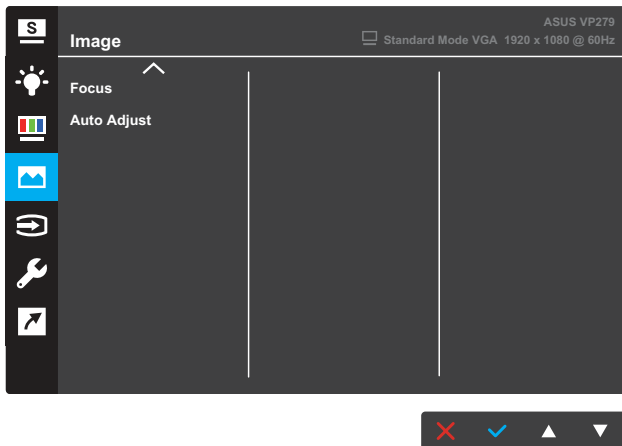 S
ASUS VP279
Image
Standard Mode VGA 1920 x 1080 @ 60Hz
Focus
Auto Adjust